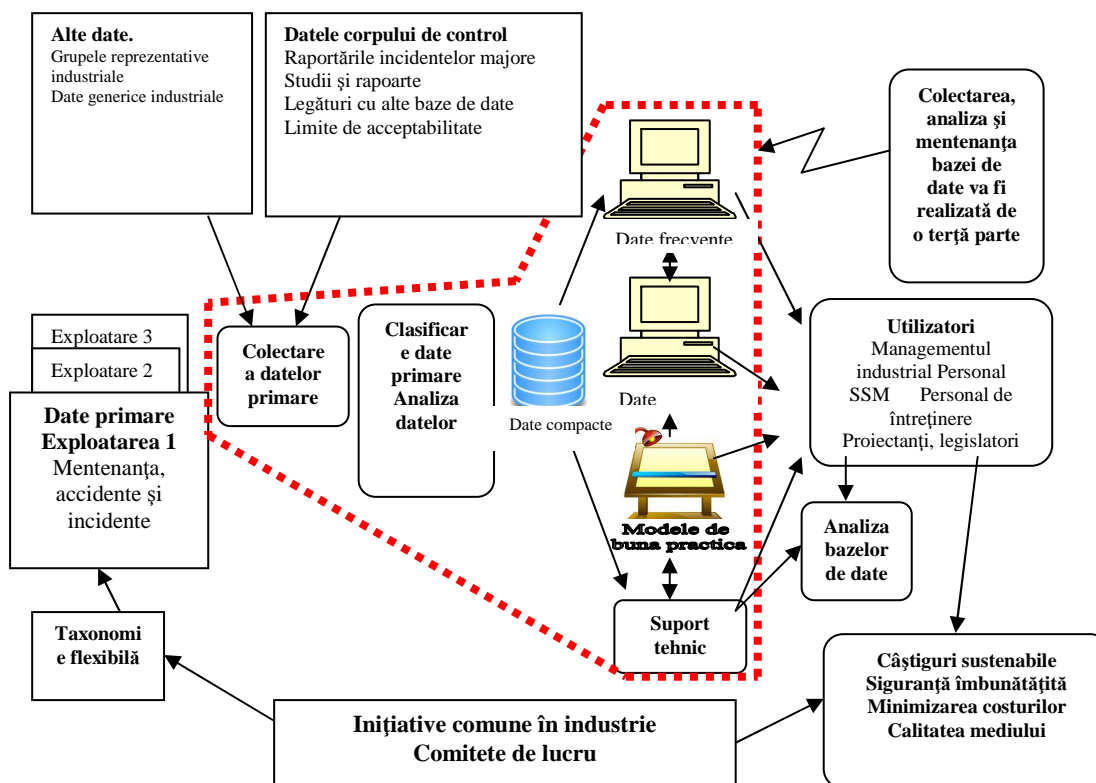 Alte date.
Grupele reprezentative
industriale
Date generice industriale
Datele corpului de control
Raportările incidentelor majore
Studii şi rapoarte
Legături cu alte baze de date
Limite de acceptabilitate
Colectarea,
analiza şi
mentenanţa
bazei de
date va fi
realizată de
o terţă parte
Date frecvente
Exploatare 3
Exploatare 2
Date primare
Exploatarea 1
Mentenanţa,
accidente şi
incidente
Colectare
a datelor
primare
Clasificar
e date
primare
Analiza
datelor
Date compacte
Date
Modele de
buna practica
Utilizatori
Managementul
industrial Personal
SSM Personal de
întreţinere
Proiectanţi, legislatori
Analiza
bazelor
de date
Suport
tehnic
Taxonomi
e flexibilă
Iniţiative comune în industrie
Comitete de lucru
Câştiguri sustenabile
Siguranţă îmbunătăţită
Minimizarea costurilor
Calitatea mediului